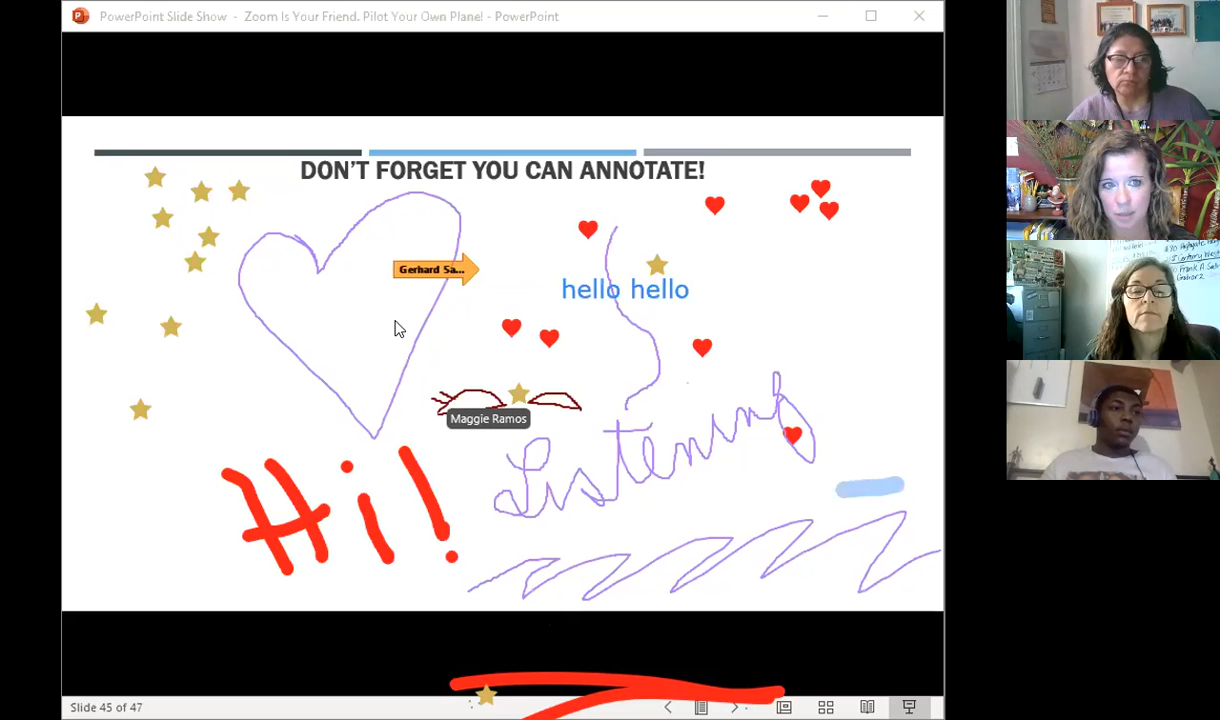 PowerPoint Slide Show - Zoom Is Your Friend. Pilot Your Own Plane! - PowerPoint
DON'T FORGET YOU CAN ANNOTATE!
Gerhard Sa...
hello hello
Maggie Ramos
Listening
Hi!
Slide 45 of 47